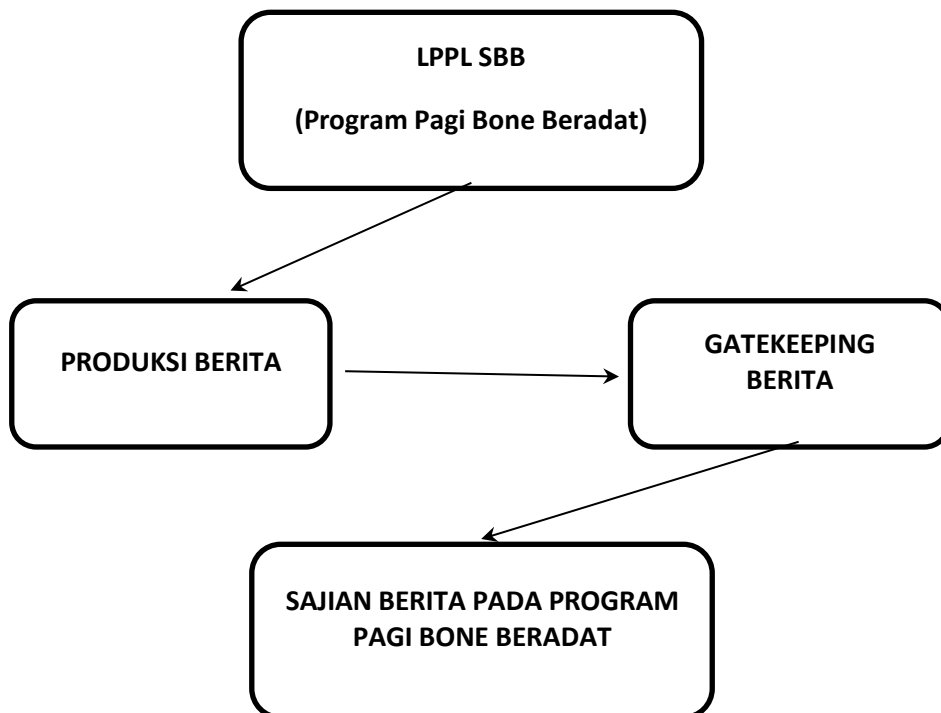 LPPL SBB
(Program Pagi Bone Beradat)
PRODUKSI BERITA
GATEKEEPING
BERITA
SAJIAN BERITA PADA PROGRAM
PAGI BONE BERADAT